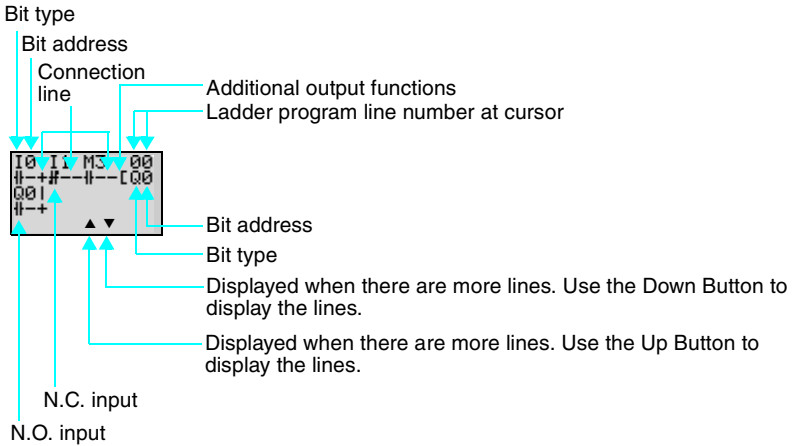 Bit type
Bit address
Connection
line
Additional output functions
Ladder program line number at cursor
I0 I1 M3 00
[Q0
Q0
Bit address
Bit type
Displayed when there are more lines. Use the Down Button to
display the lines.
Displayed when there are more lines. Use the Up Button to
display the lines.
N.C. input
N.O. input